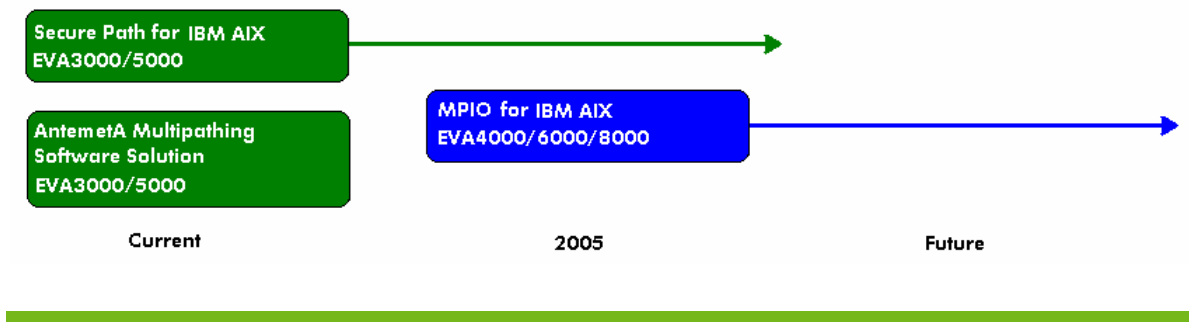 Secure Path for IBM AIX
EVA3000/5000
AntemetA Multipathing
Software Solution
EVA3000/5000
MPIO for IBM AIX
EVA4000/6000/8000
Current
2005
Future